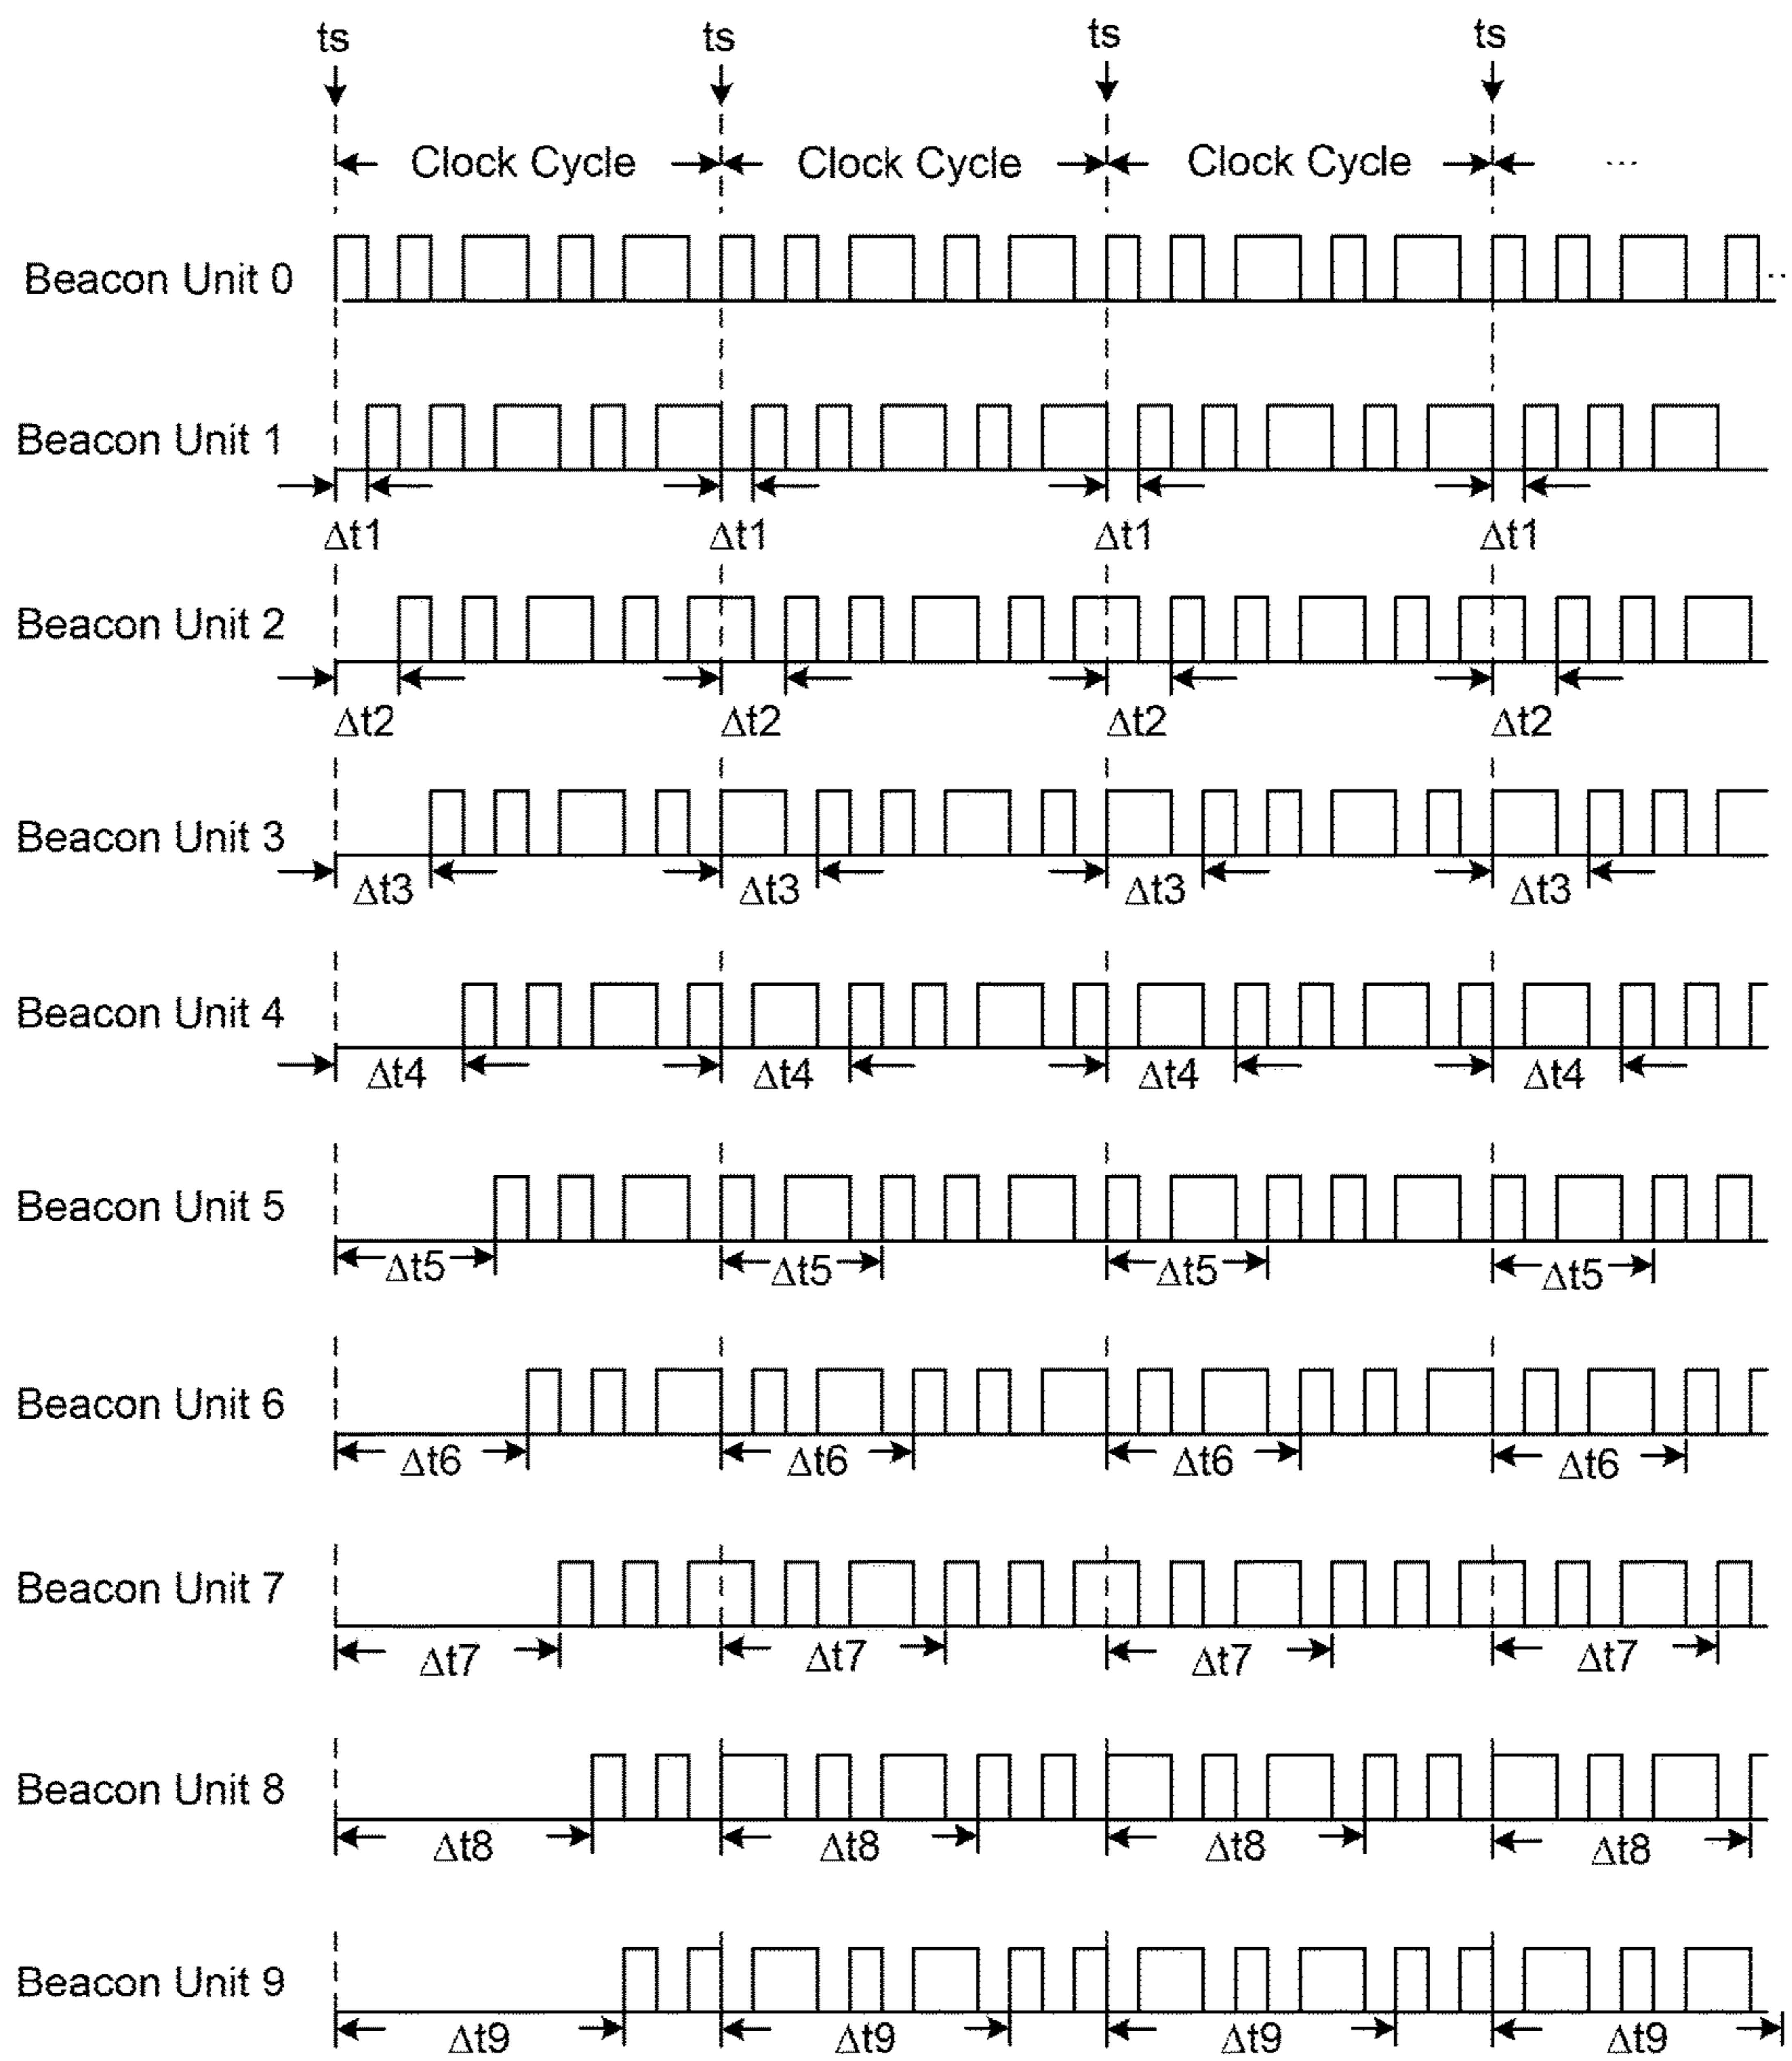 ts ts ts ts
Clock Cycle Clock Cycle Clock Cycle ...
Beacon Unit 0 ..
Beacon Unit 1
Δt1 Δt1 Δt1 Δt1
Beacon Unit 2
Δt2 Δt2 Δt2 Δt2
Beacon Unit 3
Δt3 Δt3 Δt3 Δt3
Beacon Unit 4
Δt4 Δt4 Δt4 Δt4
Beacon Unit 5
Δt5 Δt5 Δt5 Δt5
Beacon Unit 6
Δt6 Δt6 Δt6 Δt6
Beacon Unit 7
Δt7 Δt7 Δt7 Δt7
Beacon Unit 8
Δt8 Δt8 Δt8 Δt8
Beacon Unit 9
Δt9 Δt9 Δt9 Δt9